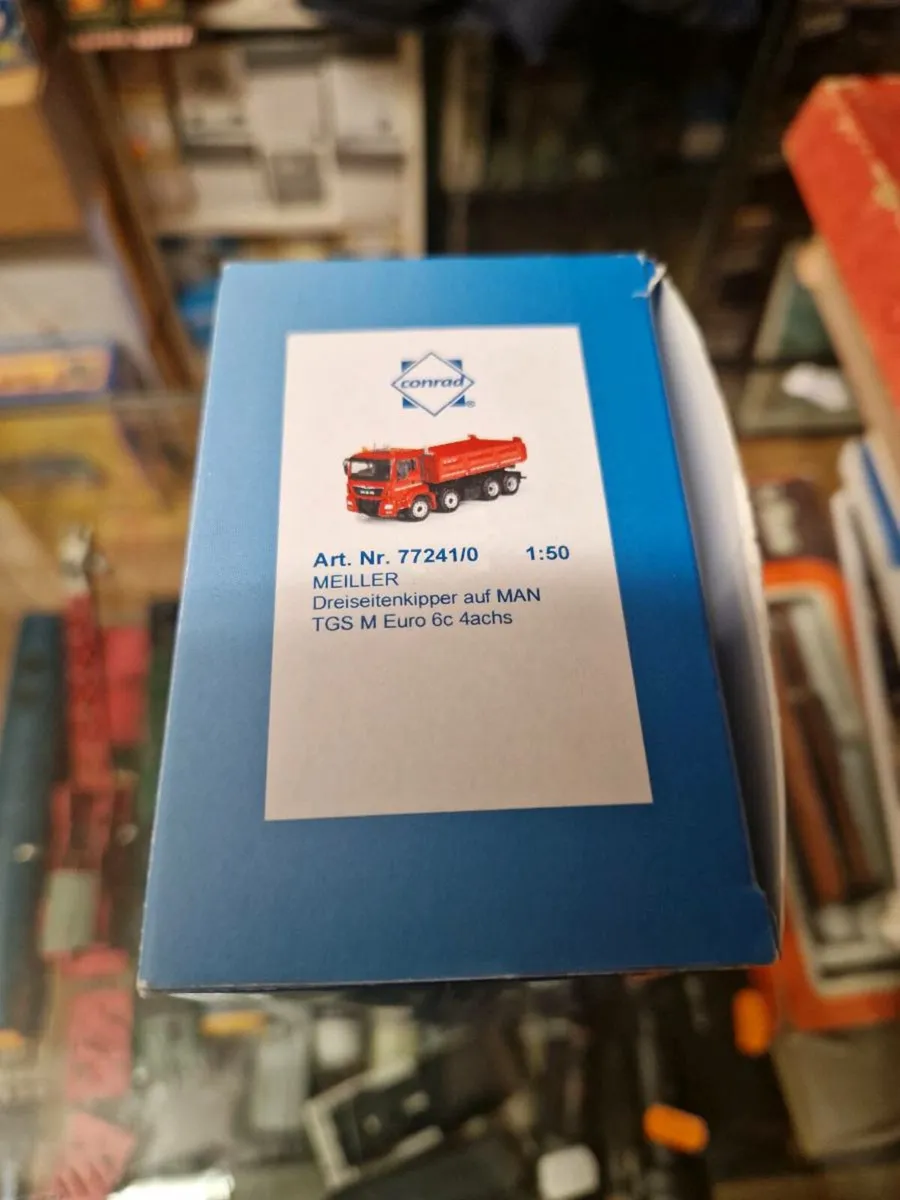 conrad
®
Art. Nr. 77241/0 1:50
MEILLER
Dreiseitenkipper auf MAN
TGS M Euro 6c 4achs